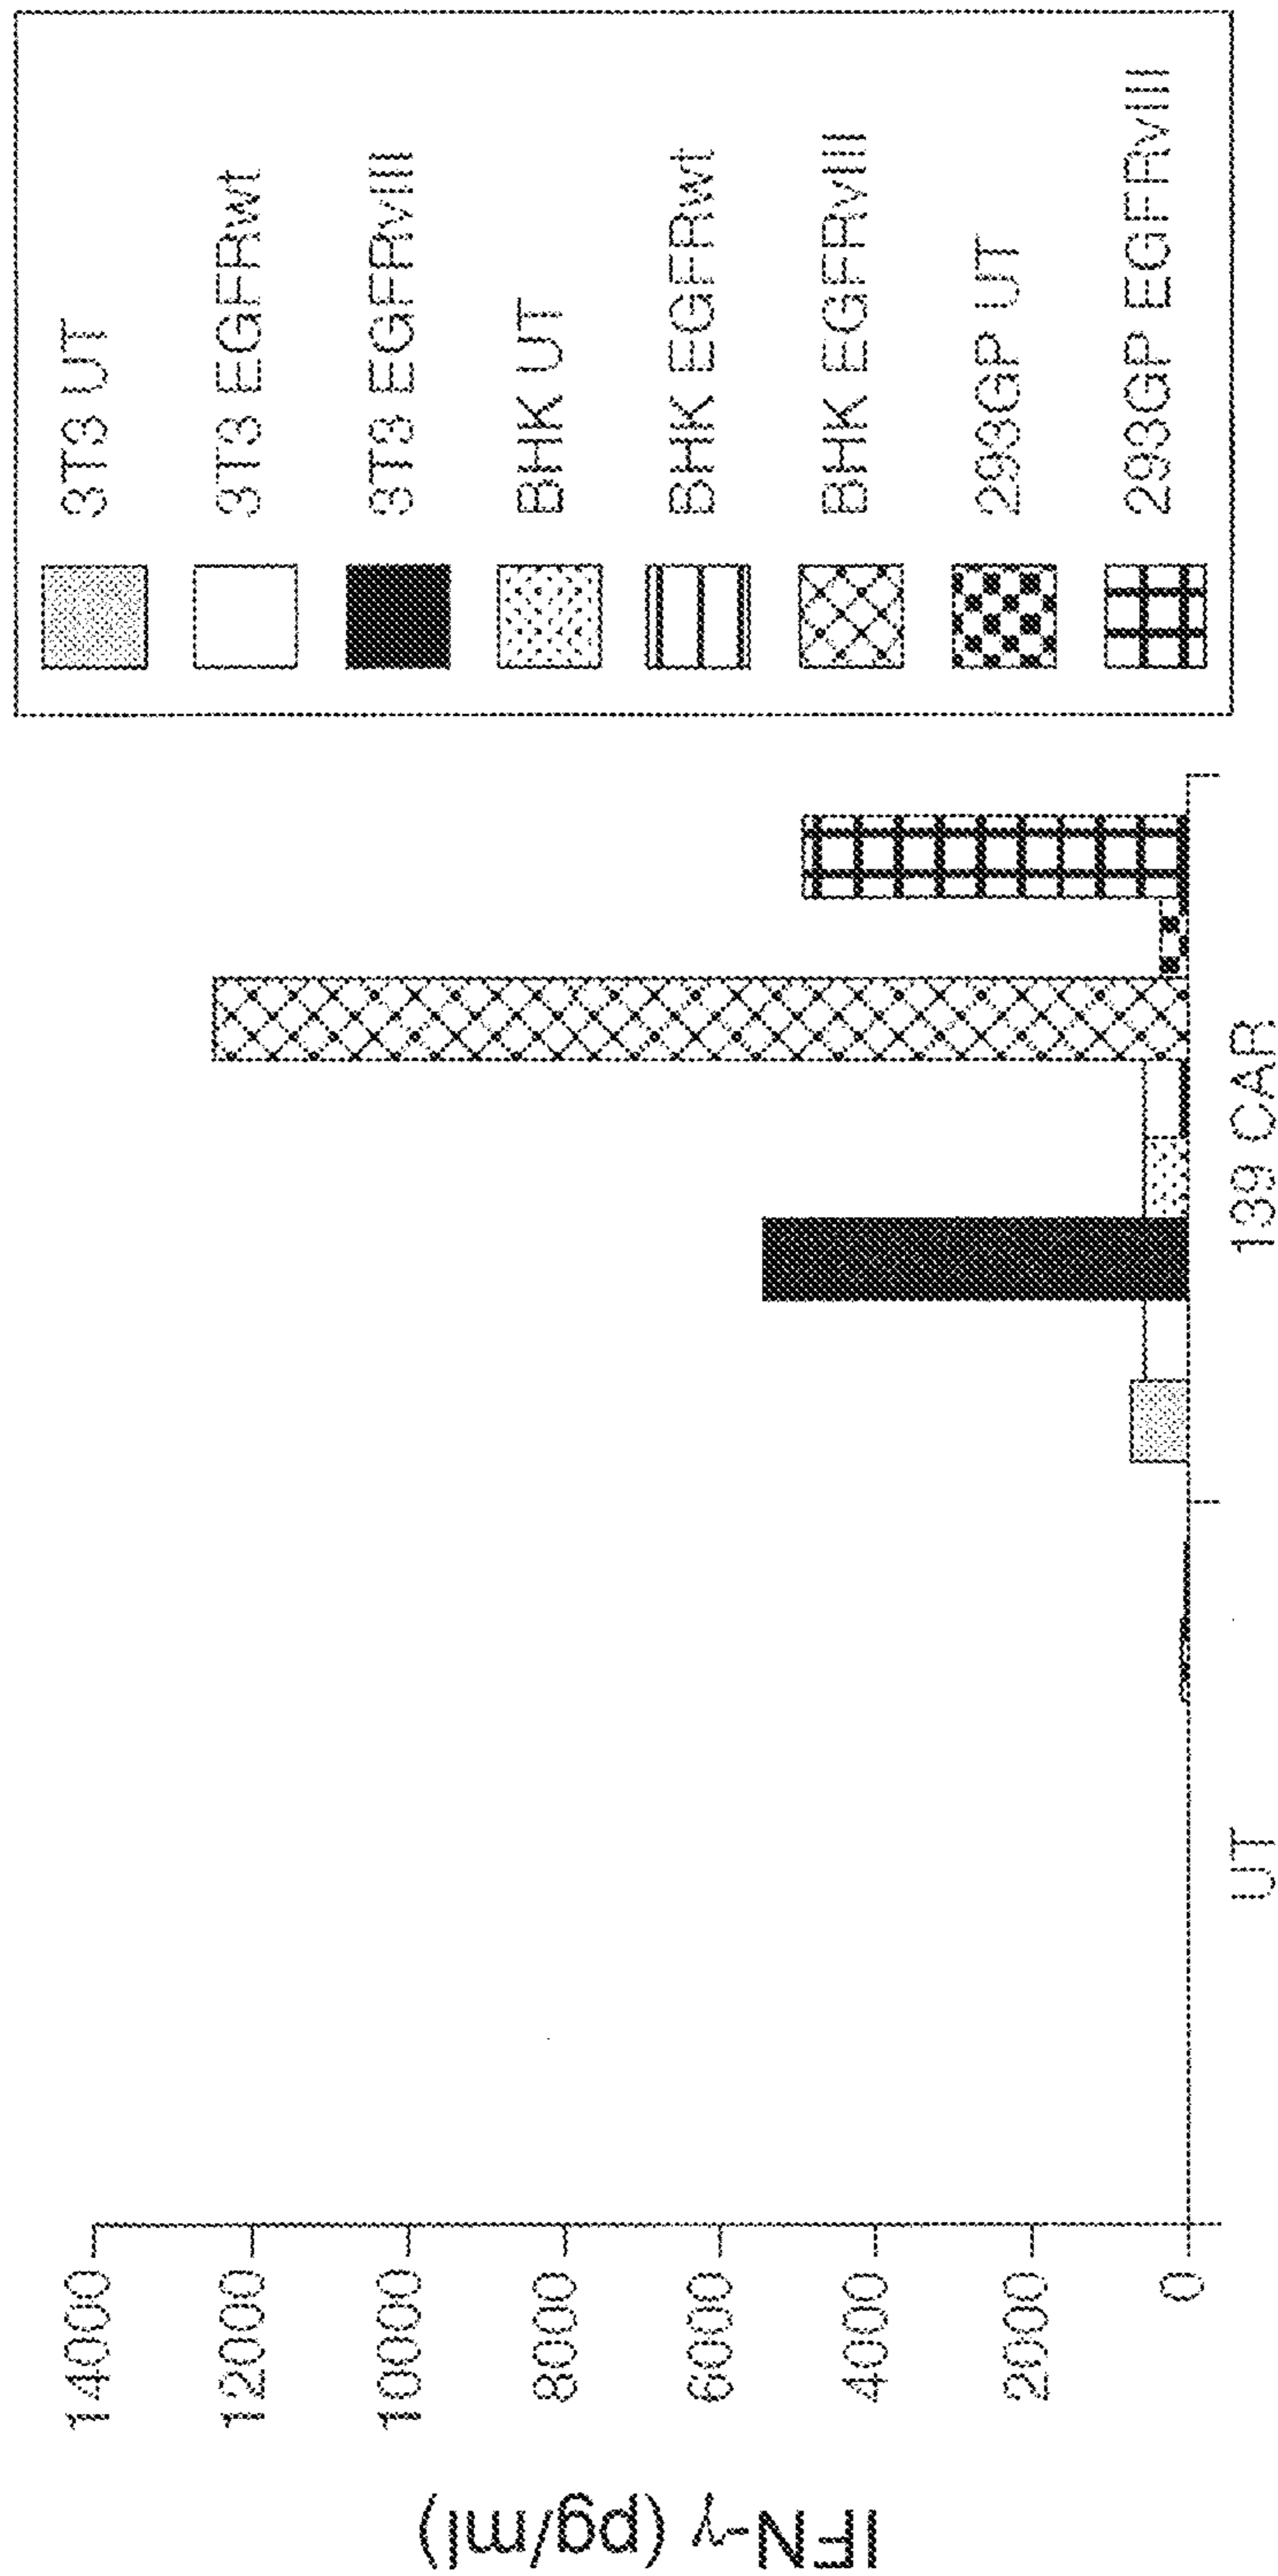 IFN-γ (pg/ml)
14000
12000
10000
8000
6000
4000
2000
0
UT
139 CAR
3T3 UT
3T3 EGFRwt
3T3 EGFRvIII
BHK UT
BHK EGFRwt
BHK EGFRvIII
293GP UT
293GP EGFRvIII